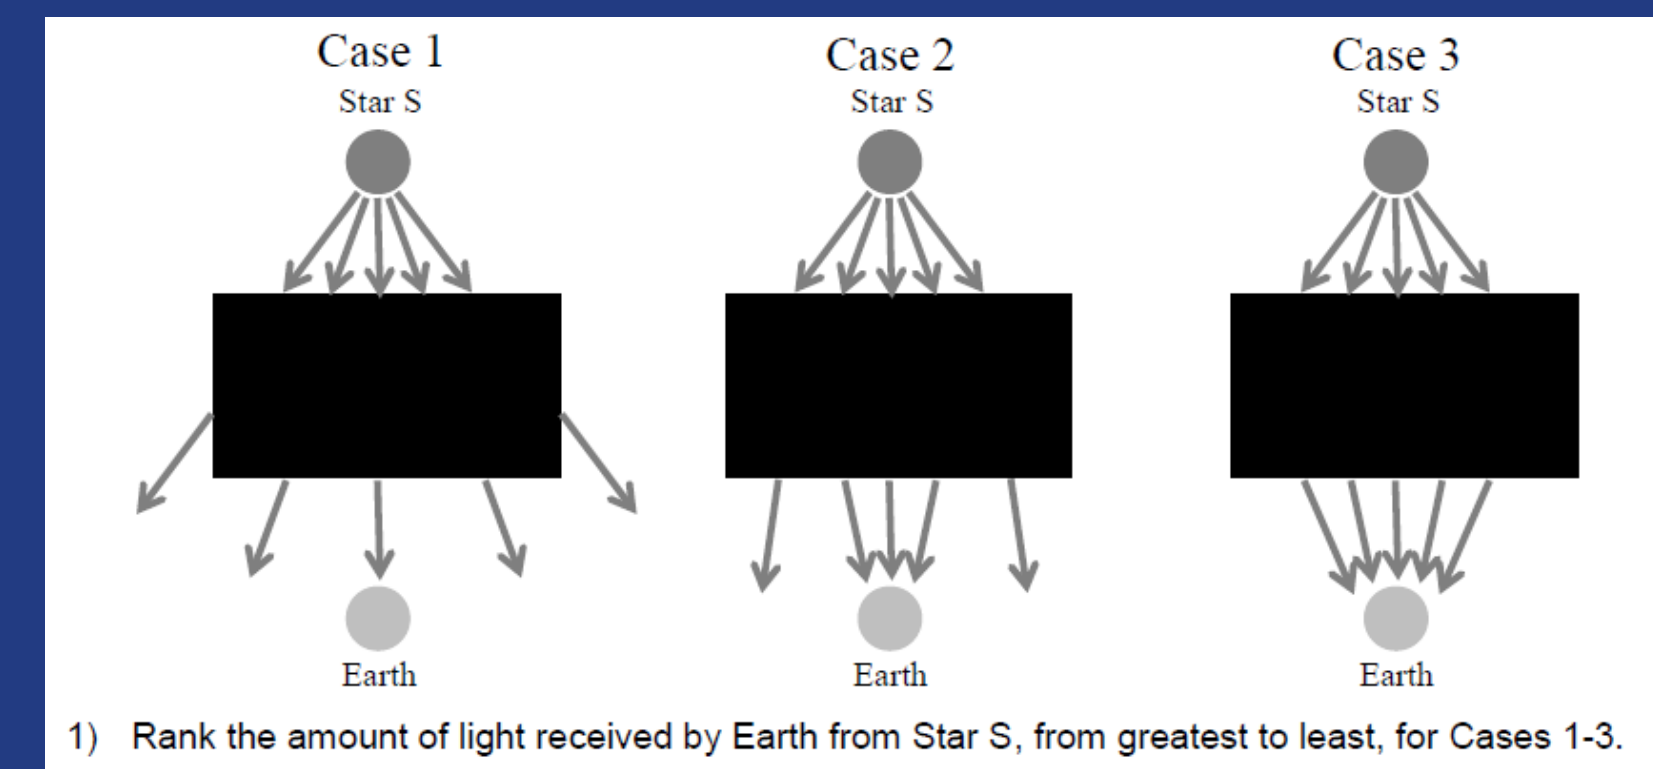 Case 1 Case 2 Case 3
Star S Star S Star S
Earth Earth Earth
1) Rank the amount of light received by Earth from Star S, from greatest to least, for Cases 1-3.